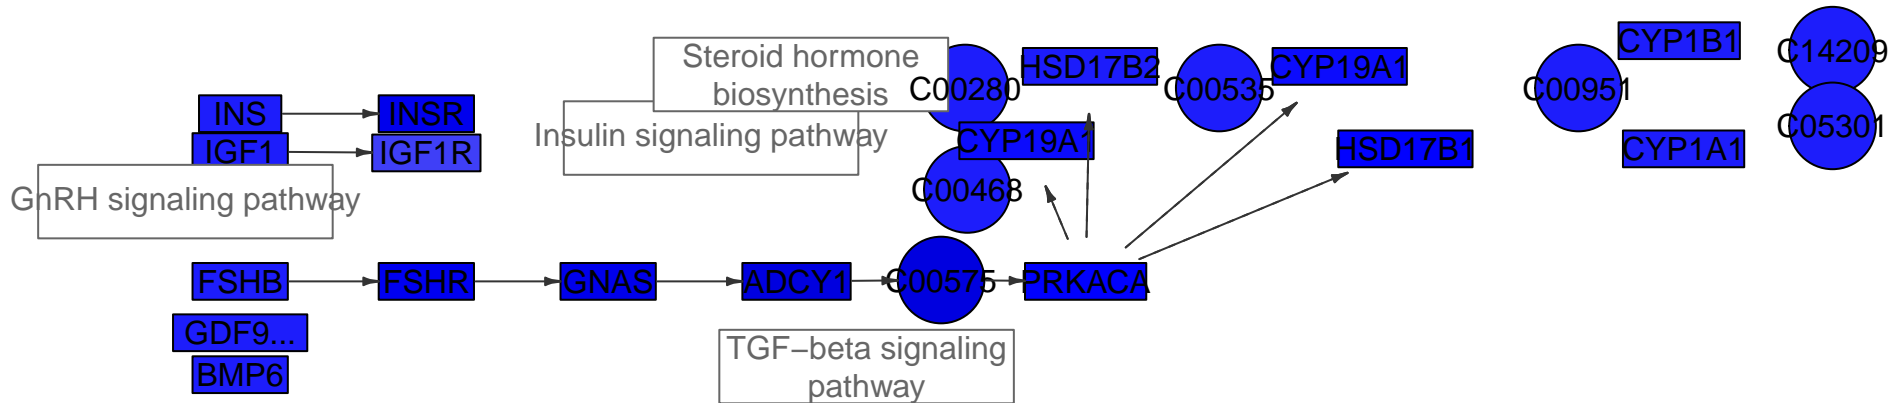 Steroid hormone
biosynthesis
C00280
HSD17B2
C00535
CYP19A1
C00951
CYP1B1
C14209
INS
INSR
Insulin signaling pathway
CYP19A1
HSD17B1
CYP1A1
C05301
IGF1
IGF1R
GnRH signaling pathway
C00468
FSHB
FSHR
GNAS
ADCY1
C00575
PRKACA
GDF9...
BMP6
TGF−beta signaling
pathway